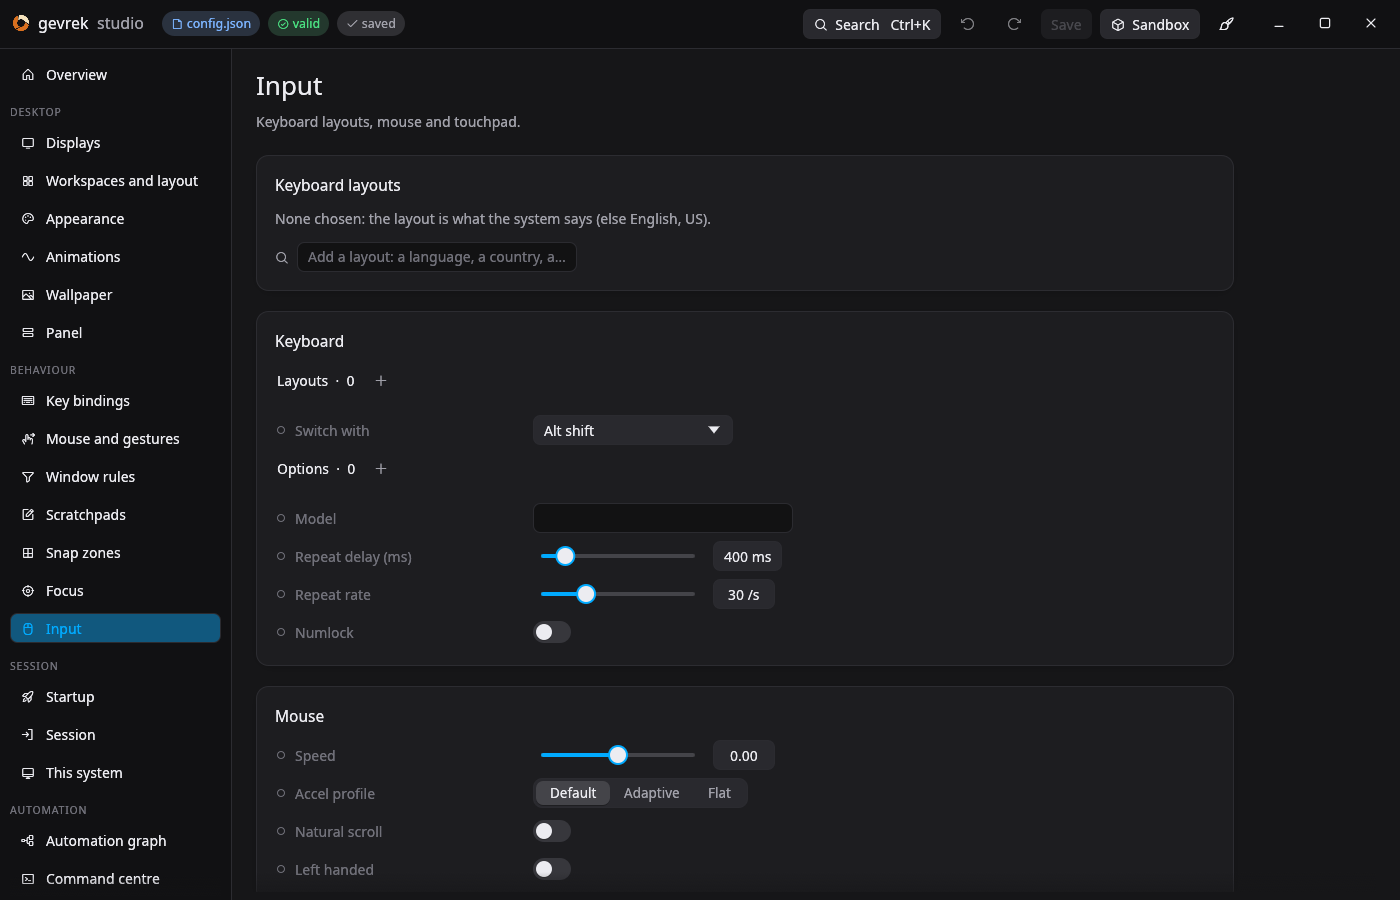 gevrek studio
config.json
valid
saved
Search Ctrl+K
Save
Sandbox
Overview
DESKTOP
Displays
Workspaces and layout
Appearance
Animations
Wallpaper
Panel
BEHAVIOUR
Key bindings
Mouse and gestures
Window rules
Scratchpads
Snap zones
Focus
Input
SESSION
Startup
Session
This system
AUTOMATION
Automation graph
Command centre
Input
Keyboard layouts, mouse and touchpad.
Keyboard layouts
None chosen: the layout is what the system says (else English, US).
Add a layout: a language, a country, a...
Keyboard
Layouts · 0
Switch with
Alt shift
Options · 0
Model
Repeat delay (ms)
400 ms
Repeat rate
30 /s
Numlock
Mouse
Speed
0.00
Accel profile
Default Adaptive Flat
Natural scroll
Left handed